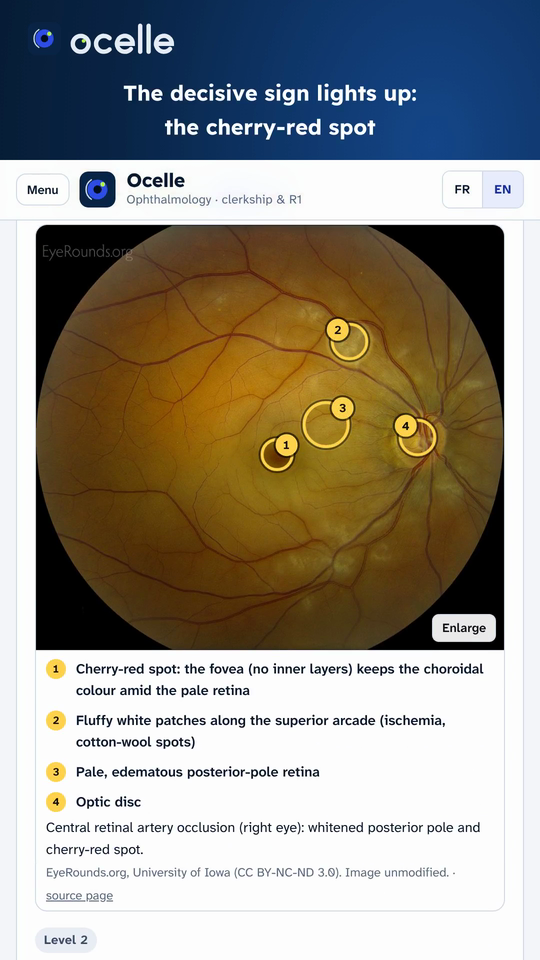 ocelle
The decisive sign lights up:
the cherry-red spot
Menu
Ocelle
Ophthalmology · clerkship & R1
FR
EN
EyeRounds.org
2
3
4
1
Enlarge
1 Cherry-red spot: the fovea (no inner layers) keeps the choroidal
colour amid the pale retina
2 Fluffy white patches along the superior arcade (ischemia,
cotton-wool spots)
3 Pale, edematous posterior-pole retina
4 Optic disc
Central retinal artery occlusion (right eye): whitened posterior pole and
cherry-red spot.
EyeRounds.org, University of Iowa (CC BY-NC-ND 3.0). Image unmodified. ·
source page
Level 2